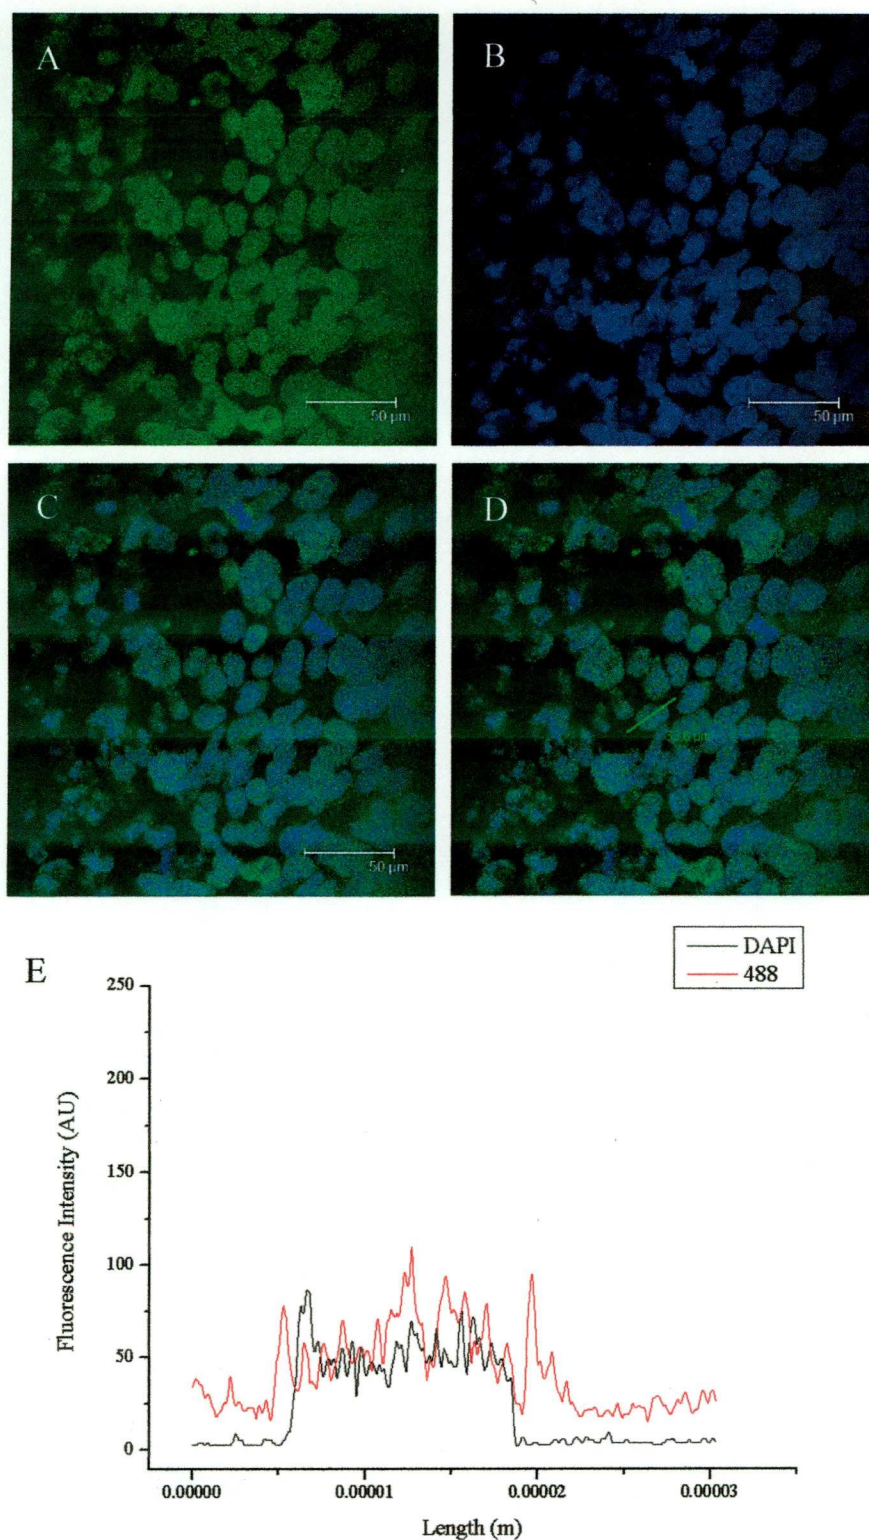 A
B
50 µm
50 µm
C
D
50 µm
E
DAPI
488
250
200
150
100
50
0
Fluorescence Intensity (AU)
0.00000
0.00001
0.00002
0.00003
Length (m)